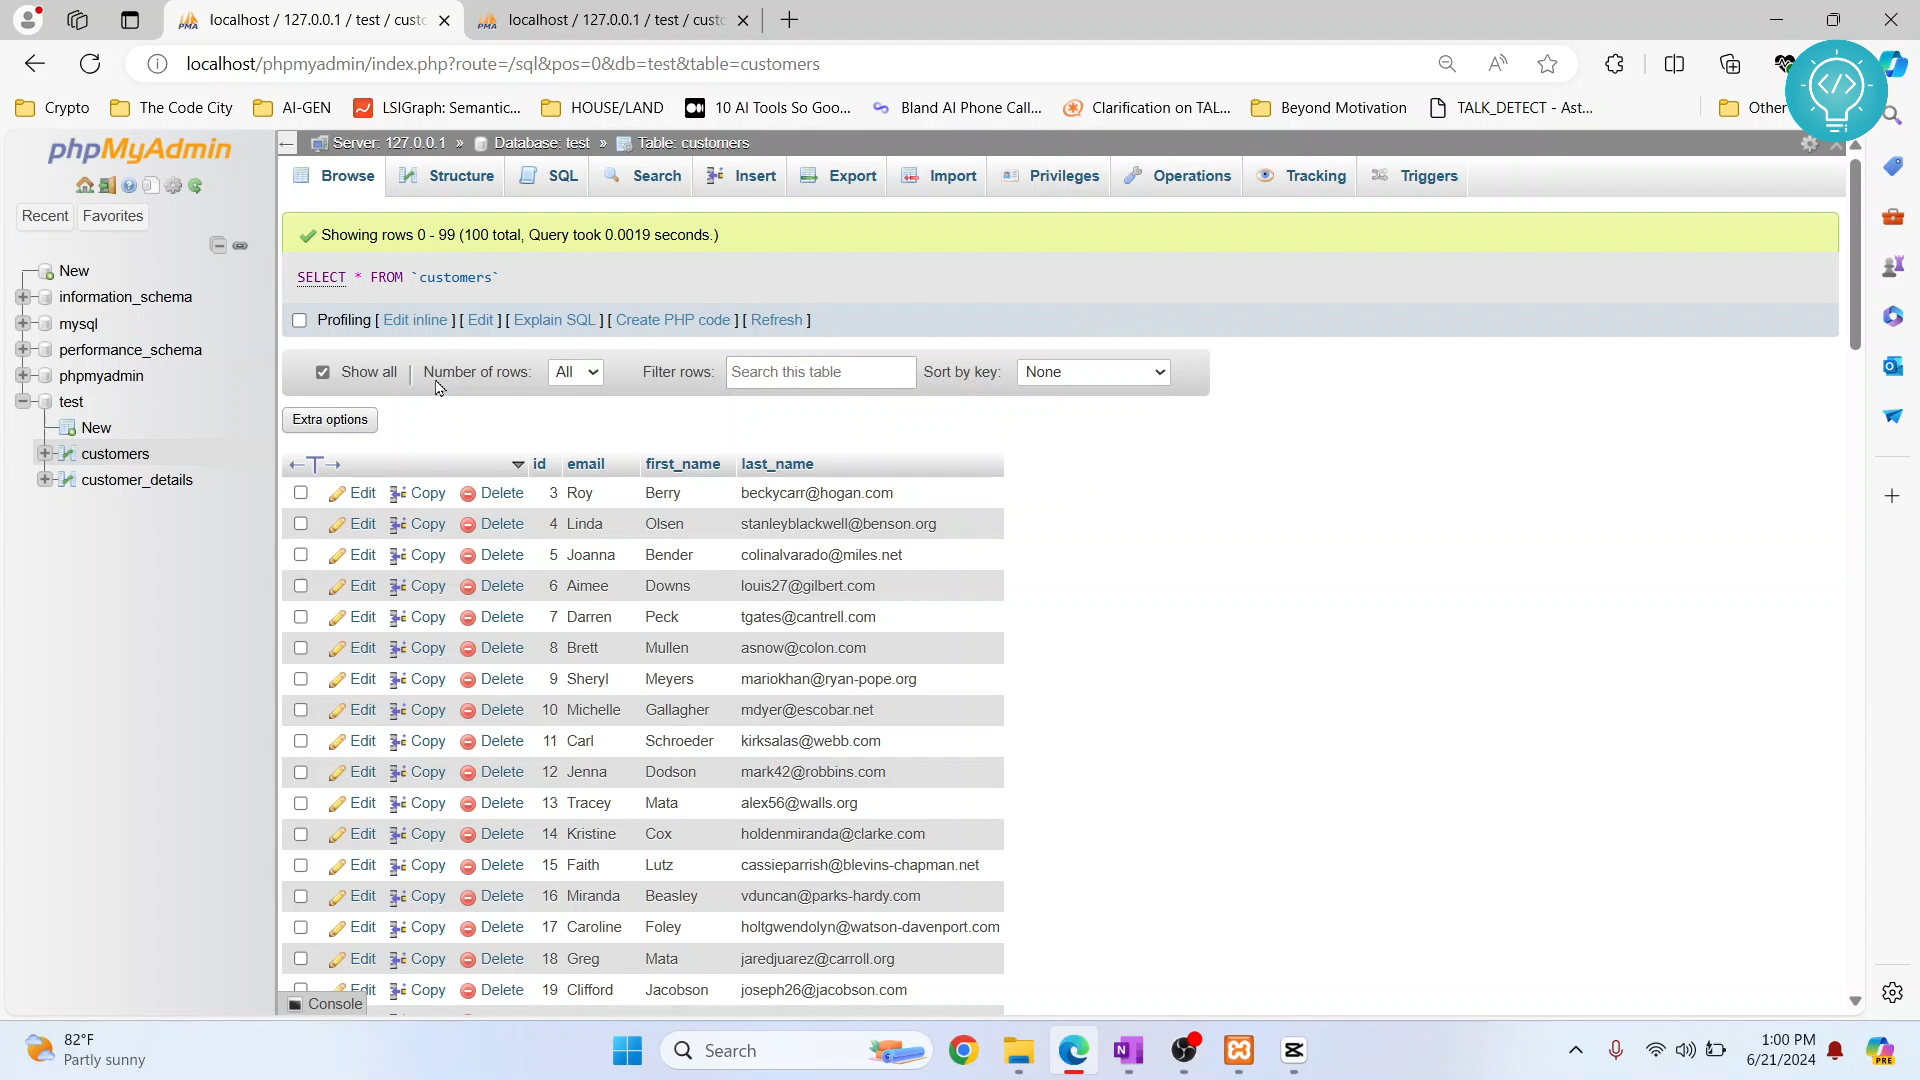 localhost / 127.0.0.1 / test / custo
localhost / 127.0.0.1 / test / custo
localhost/phpmyadmin/index.php?route=/sql&pos=0&db=test&table=customers
Crypto
The Code City
AI-GEN
LSIGraph: Semantic...
HOUSE/LAND
10 AI Tools So Goo...
Bland AI Phone Call...
Clarification on TAL...
Beyond Motivation
TALK_DETECT - Ast...
Other
phpMyAdmin
Recent
Favorites
New
information_schema
mysql
performance_schema
phpmyadmin
test
New
customers
customer_details
Server: 127.0.0.1 » Database: test » Table: customers
Browse Structure SQL Search Insert Export Import Privileges Operations Tracking Triggers
Showing rows 0 - 99 (100 total, Query took 0.0019 seconds.)
SELECT * FROM `customers`
Profiling [ Edit inline ] [ Edit ] [ Explain SQL ] [ Create PHP code ] [ Refresh ]
Show all | Number of rows: All Filter rows: Search this table Sort by key: None
Extra options
←T→ id email first_name last_name
Edit Copy Delete 3 Roy Berry beckycarr@hogan.com
Edit Copy Delete 4 Linda Olsen stanleyblackwell@benson.org
Edit Copy Delete 5 Joanna Bender colinalvarado@miles.net
Edit Copy Delete 6 Aimee Downs louis27@gilbert.com
Edit Copy Delete 7 Darren Peck tgates@cantrell.com
Edit Copy Delete 8 Brett Mullen asnow@colon.com
Edit Copy Delete 9 Sheryl Meyers mariokhan@ryan-pope.org
Edit Copy Delete 10 Michelle Gallagher mdyer@escobar.net
Edit Copy Delete 11 Carl Schroeder kirksalas@webb.com
Edit Copy Delete 12 Jenna Dodson mark42@robbins.com
Edit Copy Delete 13 Tracey Mata alex56@walls.org
Edit Copy Delete 14 Kristine Cox holdenmiranda@clarke.com
Edit Copy Delete 15 Faith Lutz cassieparrish@blevins-chapman.net
Edit Copy Delete 16 Miranda Beasley vduncan@parks-hardy.com
Edit Copy Delete 17 Caroline Foley holtgwendolyn@watson-davenport.com
Edit Copy Delete 18 Greg Mata jaredjuarez@carroll.org
Edit Copy Delete 19 Clifford Jacobson joseph26@jacobson.com
Console
82°F
Partly sunny
Search
1:00 PM
6/21/2024
PRE